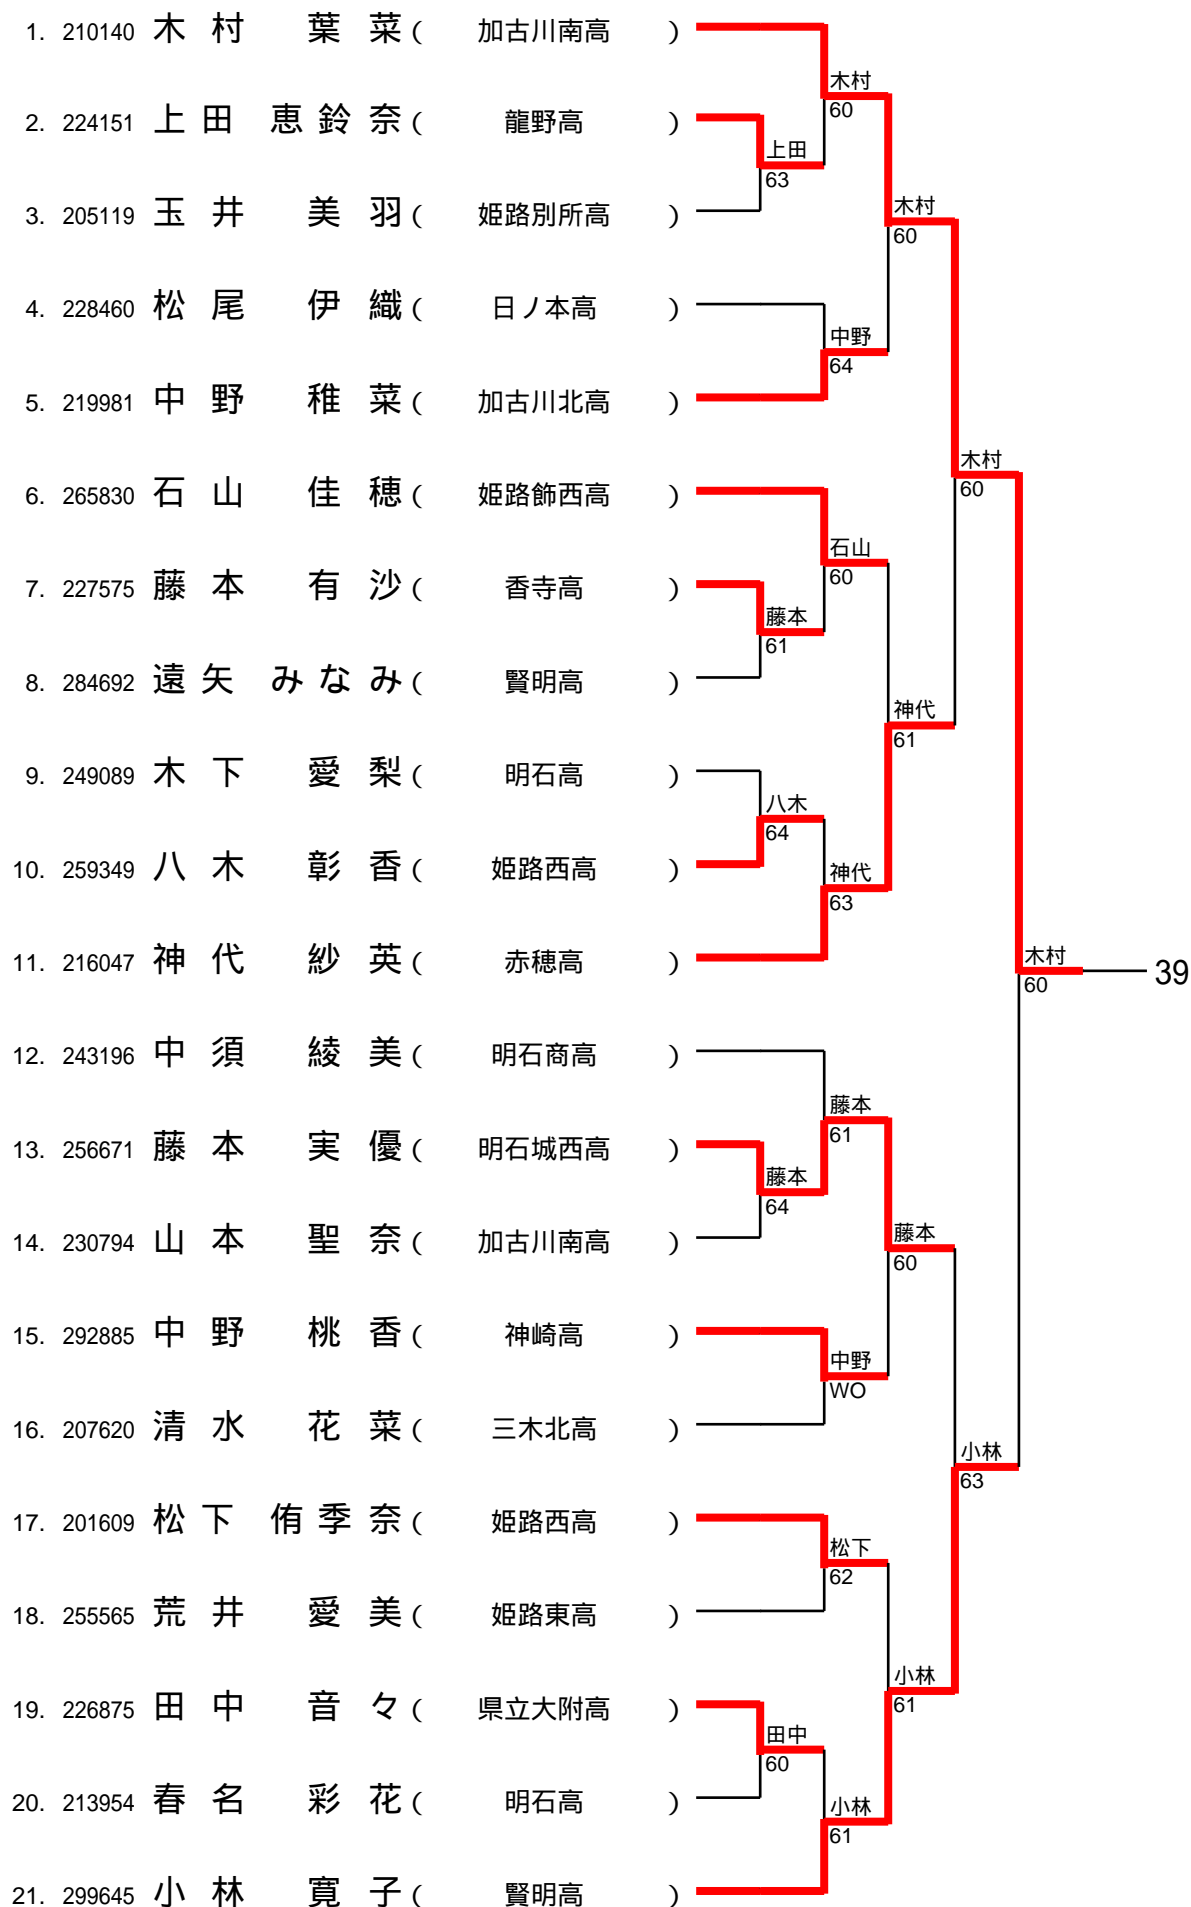 1. 210140 木村 葉菜 ( 加古川南高 )
木村
60
2. 224151 上田 恵鈴奈 ( 龍野高 )
上田
63
3. 205119 玉井 美羽 ( 姫路別所高 )
木村
60
4. 228460 松尾 伊織 ( 日ノ本高 )
中野
64
5. 219981 中野 稚菜 ( 加古川北高 )
木村
60
6. 265830 石山 佳穂 ( 姫路飾西高 )
石山
60
7. 227575 藤本 有沙 ( 香寺高 )
藤本
61
8. 284692 遠矢 みなみ ( 賢明高 )
神代
61
9. 249089 木下 愛梨 ( 明石高 )
八木
64
10. 259349 八木 彰香 ( 姫路西高 )
神代
63
11. 216047 神代 紗英 ( 赤穂高 )
木村
60
39
12. 243196 中須 綾美 ( 明石商高 )
藤本
61
13. 256671 藤本 実優 ( 明石城西高 )
藤本
64
14. 230794 山本 聖奈 ( 加古川南高 )
藤本
60
15. 292885 中野 桃香 ( 神崎高 )
中野
WO
16. 207620 清水 花菜 ( 三木北高 )
小林
63
17. 201609 松下 侑季奈 ( 姫路西高 )
松下
62
18. 255565 荒井 愛美 ( 姫路東高 )
小林
61
19. 226875 田中 音々 ( 県立大附高 )
田中
60
20. 213954 春名 彩花 ( 明石高 )
小林
61
21. 299645 小林 寛子 ( 賢明高 )